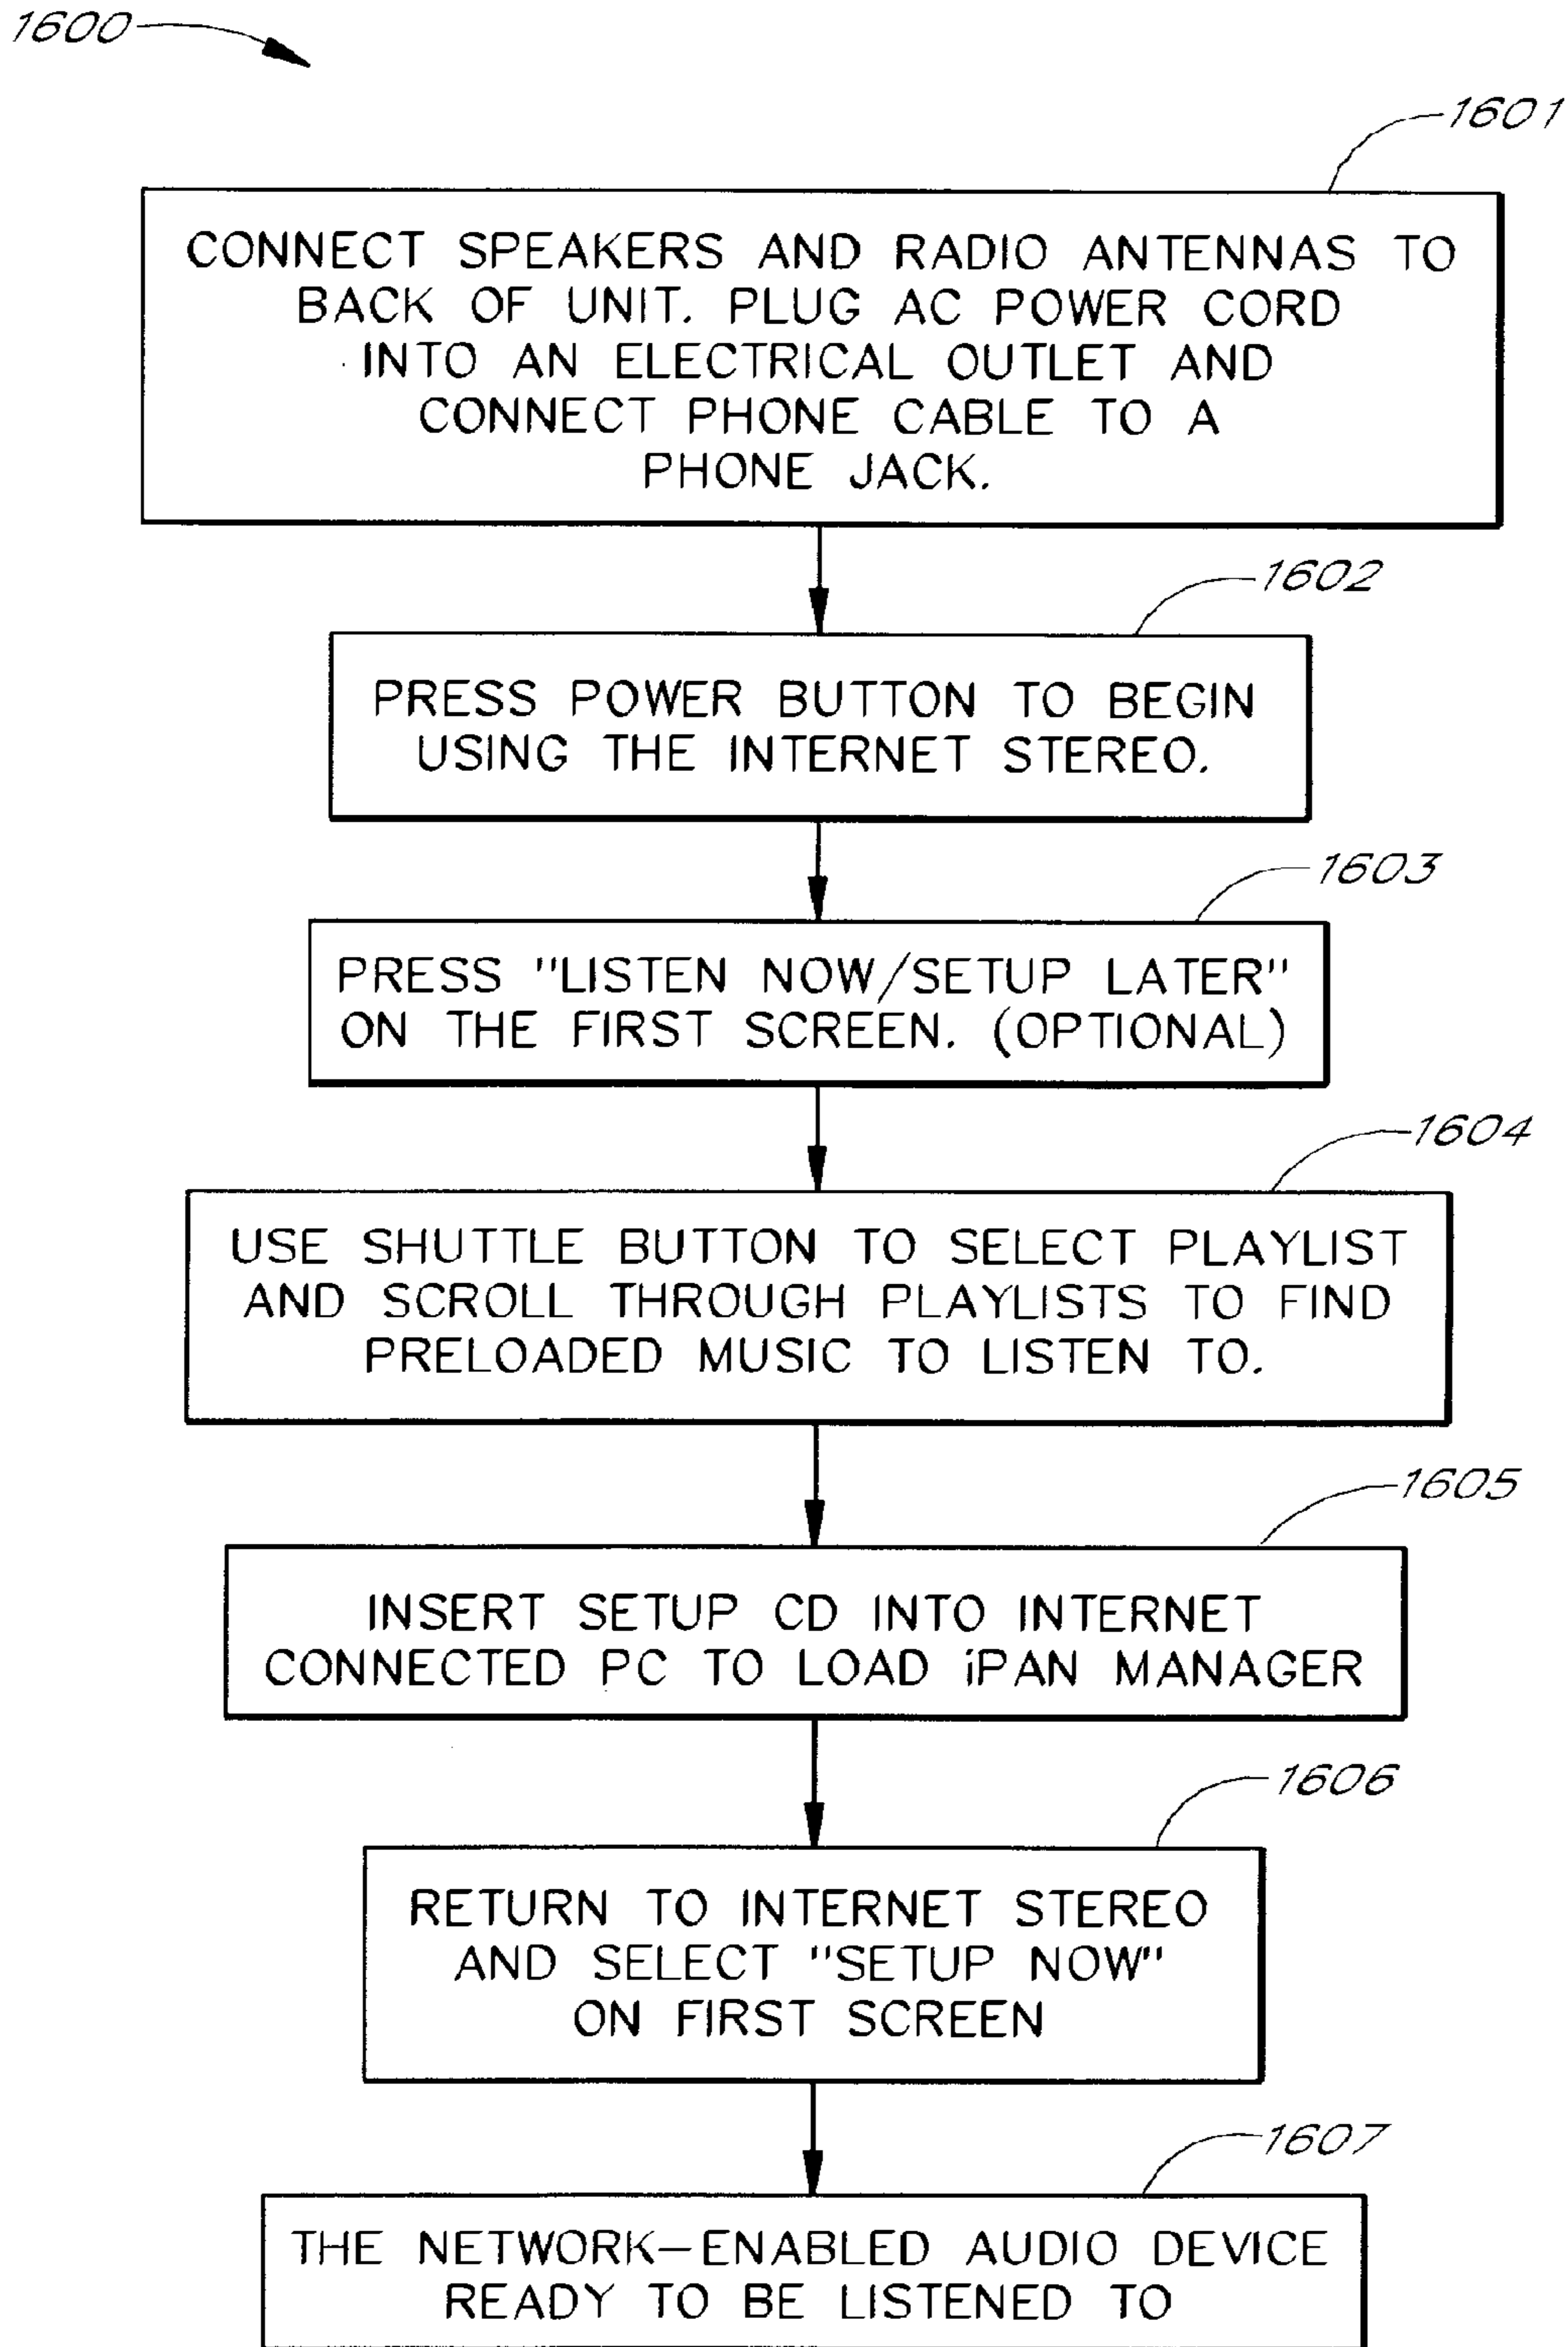 1600
1601
CONNECT SPEAKERS AND RADIO ANTENNAS TO
BACK OF UNIT. PLUG AC POWER CORD
INTO AN ELECTRICAL OUTLET AND
CONNECT PHONE CABLE TO A
PHONE JACK.
1602
PRESS POWER BUTTON TO BEGIN
USING THE INTERNET STEREO.
1603
PRESS "LISTEN NOW/SETUP LATER"
ON THE FIRST SCREEN. (OPTIONAL)
1604
USE SHUTTLE BUTTON TO SELECT PLAYLIST
AND SCROLL THROUGH PLAYLISTS TO FIND
PRELOADED MUSIC TO LISTEN TO.
1605
INSERT SETUP CD INTO INTERNET
CONNECTED PC TO LOAD iPAN MANAGER
1606
RETURN TO INTERNET STEREO
AND SELECT "SETUP NOW"
ON FIRST SCREEN
1607
THE NETWORK-ENABLED AUDIO DEVICE
READY TO BE LISTENED TO